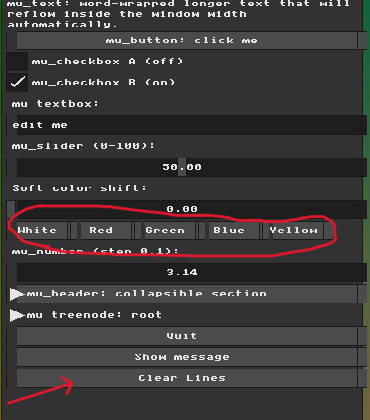 mu_text: word-wrapped longer text that will
reflow inside the window width
automatically.
mu_button: click me
mu_checkbox A (off)
mu_checkbox B (on)
mu textbox:
edit me
mu_slider (0-100):
50.00
Soft color shift:
0.00
White Red Green Blue Yellow
mu_number (step 0.1):
3.14
mu_header: collapsible section
mu treenode: root
Quit
Show message
Clear Lines